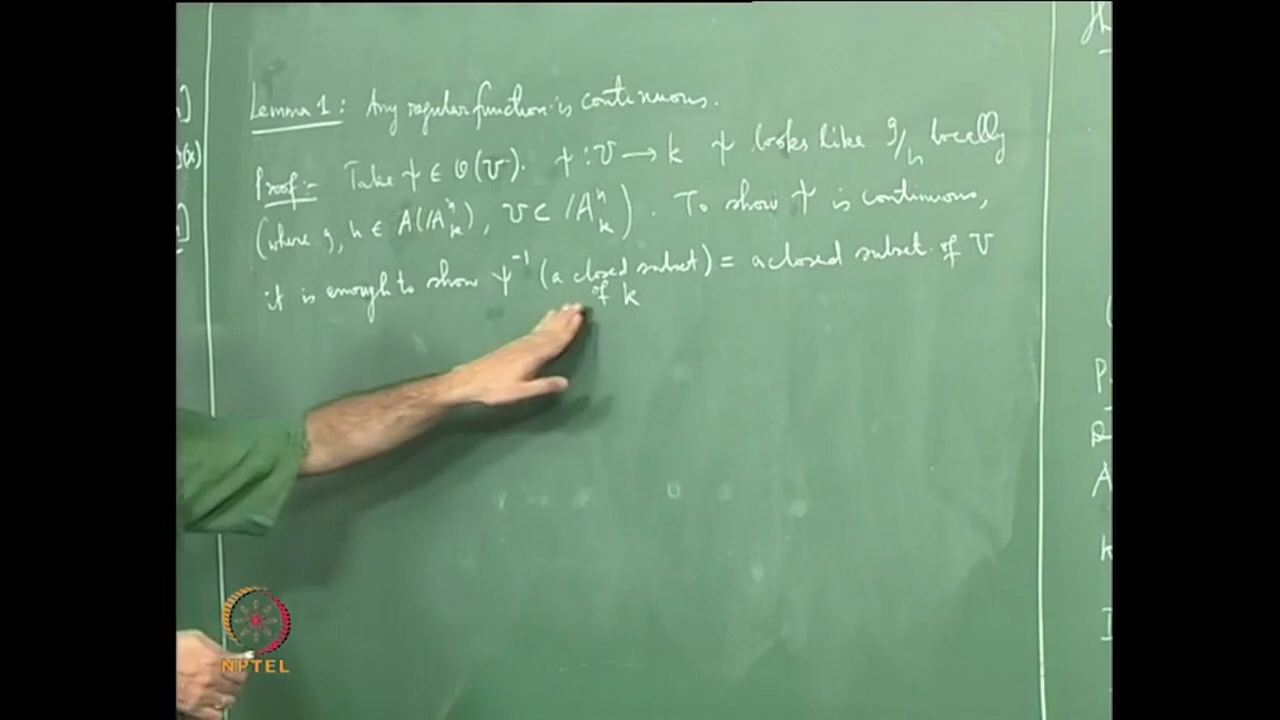 Lemma 1: Any regular function is continuous.
Proof:- Take ψ ∈ O(V). ψ : V → k ψ looks like g/h locally
(where g, h ∈ A(/A^n_k), V ⊂ /A^n_k). To show ψ is continuous,
it is enough to show ψ^-1 (a closed subset of k) = a closed subset of V
NPTEL